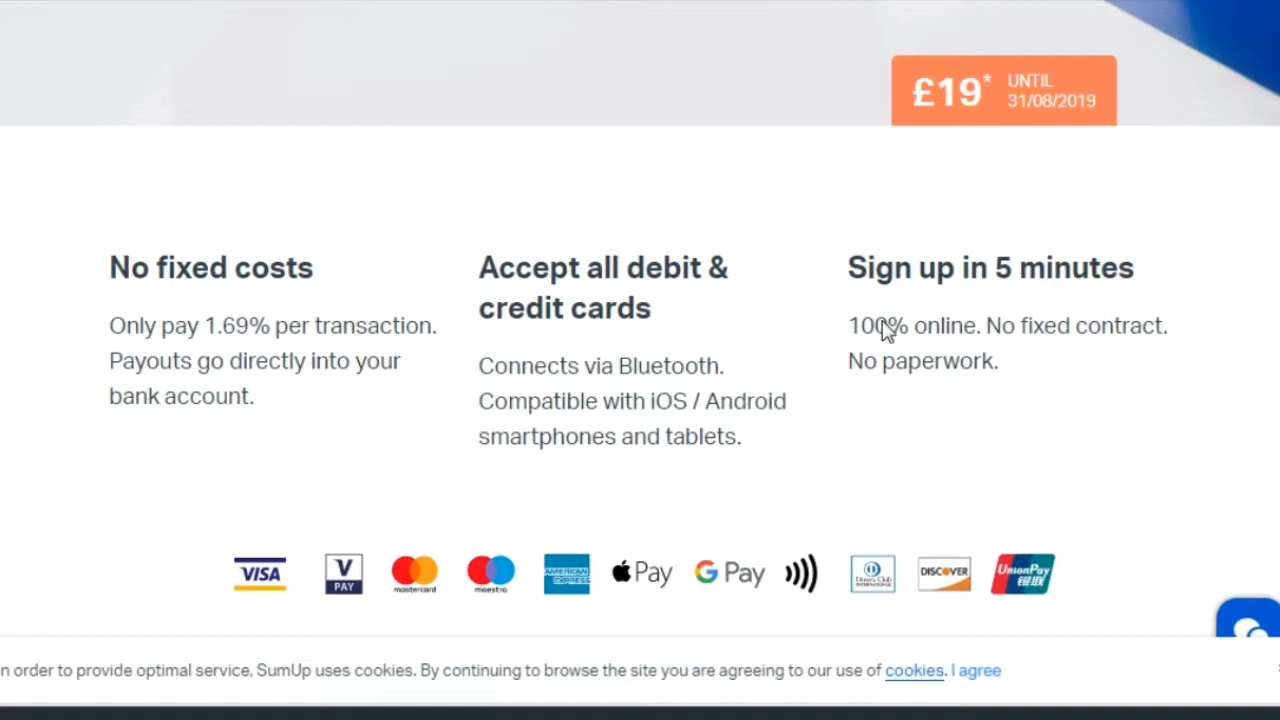 £19*
UNTIL
31/08/2019
No fixed costs
Only pay 1.69% per transaction.
Payouts go directly into your
bank account.
Accept all debit &
credit cards
Connects via Bluetooth.
Compatible with iOS / Android
smartphones and tablets.
Sign up in 5 minutes
100% online. No fixed contract.
No paperwork.
VISA
V PAY
mastercard
maestro
AMERICAN EXPRESS
Pay
G Pay
Diners Club INTERNATIONAL
DISCOVER
UnionPay 银联
n order to provide optimal service, SumUp uses cookies. By continuing to browse the site you are agreeing to our use of cookies. I agree